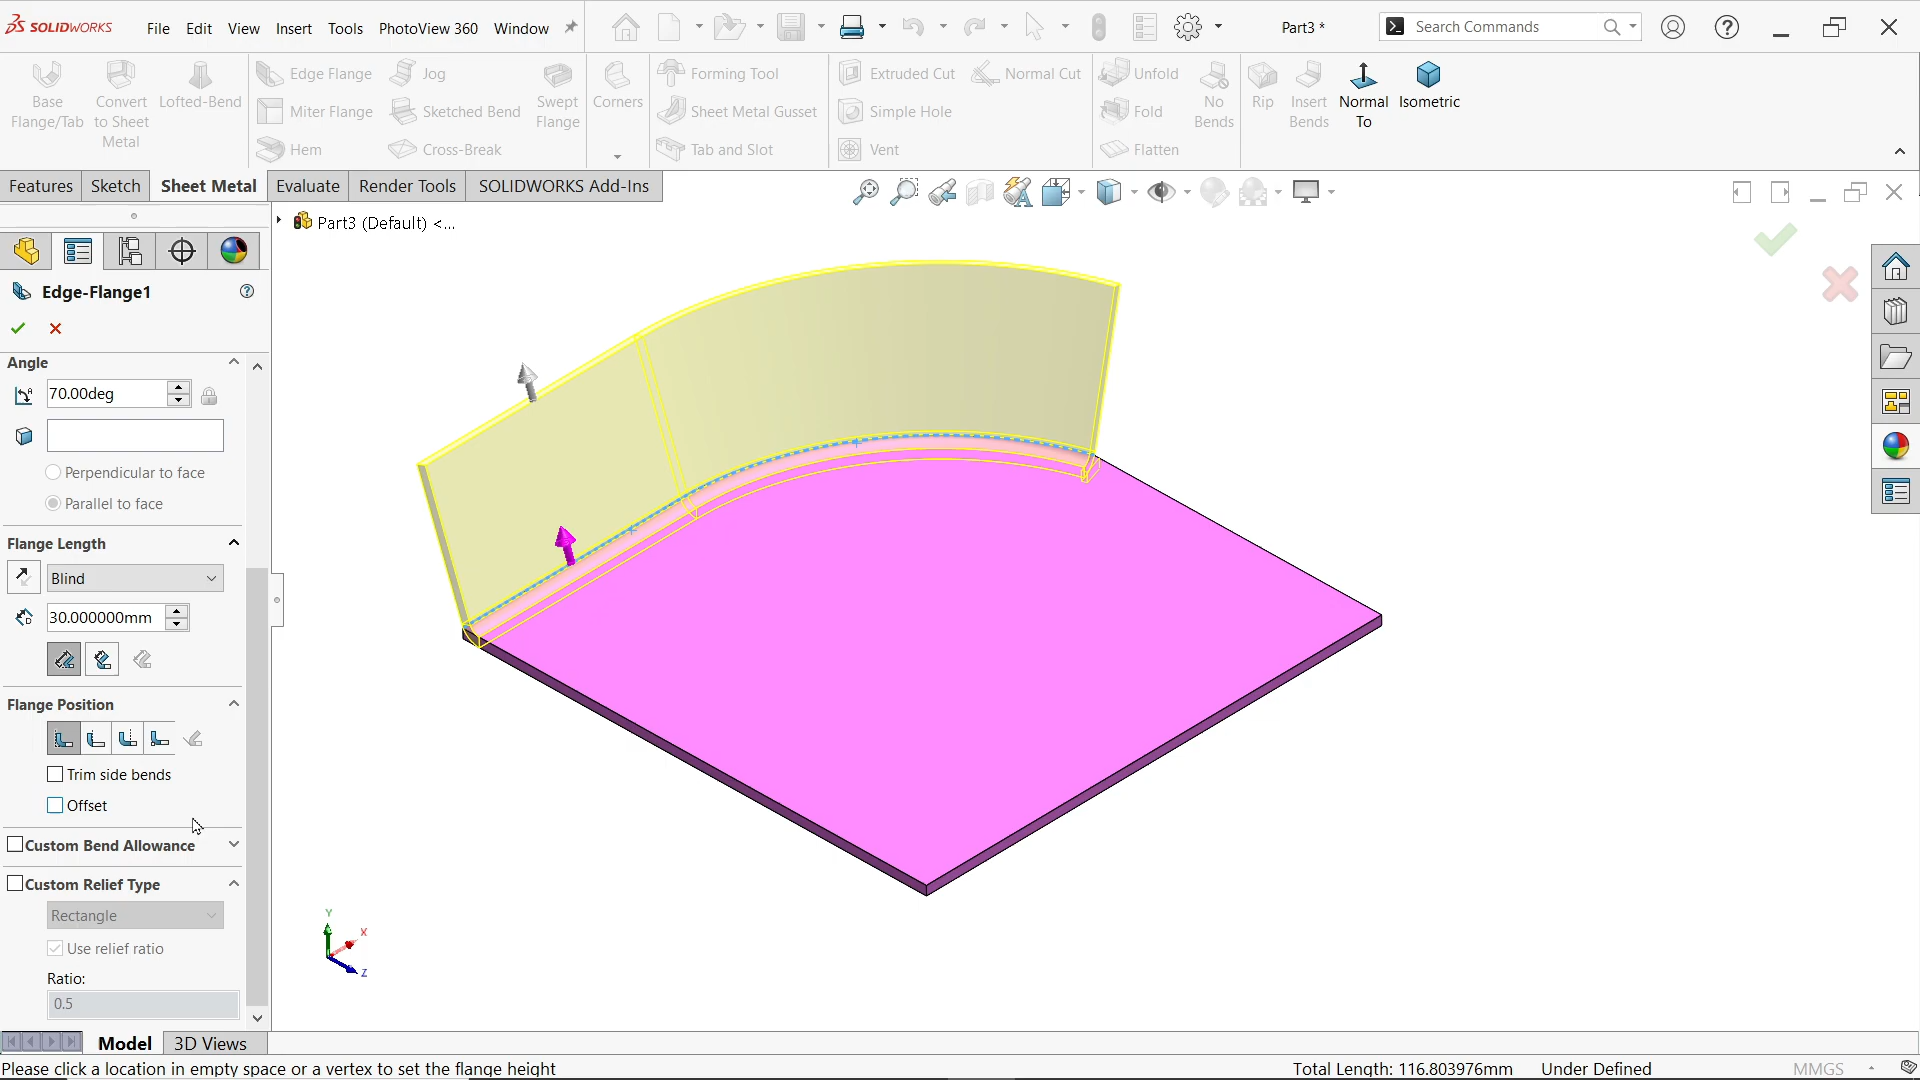 SOLIDWORKS File Edit View Insert Tools PhotoView 360 Window Part3 * Search Commands
Base Flange/Tab
Convert to Sheet Metal
Lofted-Bend
Edge Flange
Miter Flange
Hem
Jog
Sketched Bend
Cross-Break
Swept Flange
Corners
Forming Tool
Sheet Metal Gusset
Tab and Slot
Extruded Cut
Simple Hole
Vent
Normal Cut
Unfold
Fold
Flatten
No Bends
Rip
Insert Bends
Normal To
Isometric
Features Sketch Sheet Metal Evaluate Render Tools SOLIDWORKS Add-Ins
Part3 (Default) <...
Edge-Flange1
Angle
70.00deg
Perpendicular to face
Parallel to face
Flange Length
Blind
30.000000mm
Flange Position
Trim side bends
Offset
Custom Bend Allowance
Custom Relief Type
Rectangle
Use relief ratio
Ratio:
0.5
Y
X
Z
Model 3D Views
Please click a location in empty space or a vertex to set the flange height Total Length: 116.803976mm Under Defined MMGS